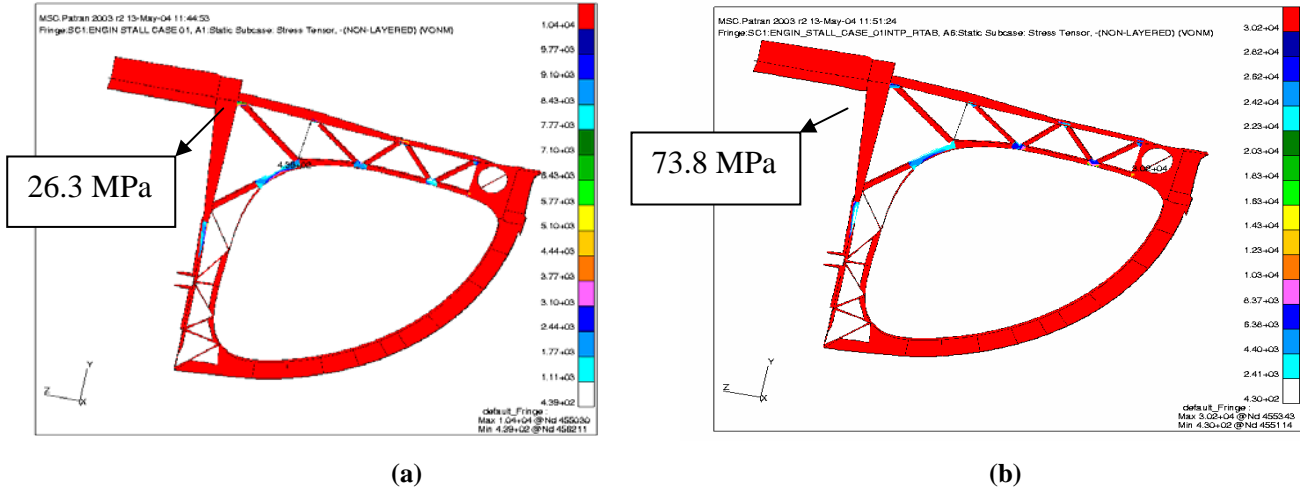 MSC.Patran 2003 r2 13-May-04 11:44:53
Fringe:SC1:ENGIN STALL CASE 01, A1:Static Subcase: Stress Tensor, -(NON-LAYERED) (VONM)
1.04+04
9.77+03
9.10+03
8.43+03
7.77+03
7.10+03
6.43+03
5.77+03
5.10+03
4.44+03
3.77+03
3.10+03
2.44+03
1.77+03
1.11+03
4.39+02
26.3 MPa
Y
Z
X
default_Fringe :
Max 1.04+04 @Nd 455030
Min 4.39+02 @Nd 456211
(a)
MSC.Patran 2003 r2 13-May-04 11:51:24
Fringe:SC1:ENGIN_STALL_CASE_01INTP_RTAB, A6:Static Subcase: Stress Tensor, -(NON-LAYERED) (VONM)
3.02+04
2.82+04
2.62+04
2.42+04
2.23+04
2.03+04
1.83+04
1.63+04
1.43+04
1.23+04
1.03+04
8.37+03
6.38+03
4.40+03
2.41+03
4.30+02
73.8 MPa
3.02+04
Y
Z
X
default_Fringe :
Max 3.02+04 @Nd 455343
Min 4.30+02 @Nd 455114
(b)